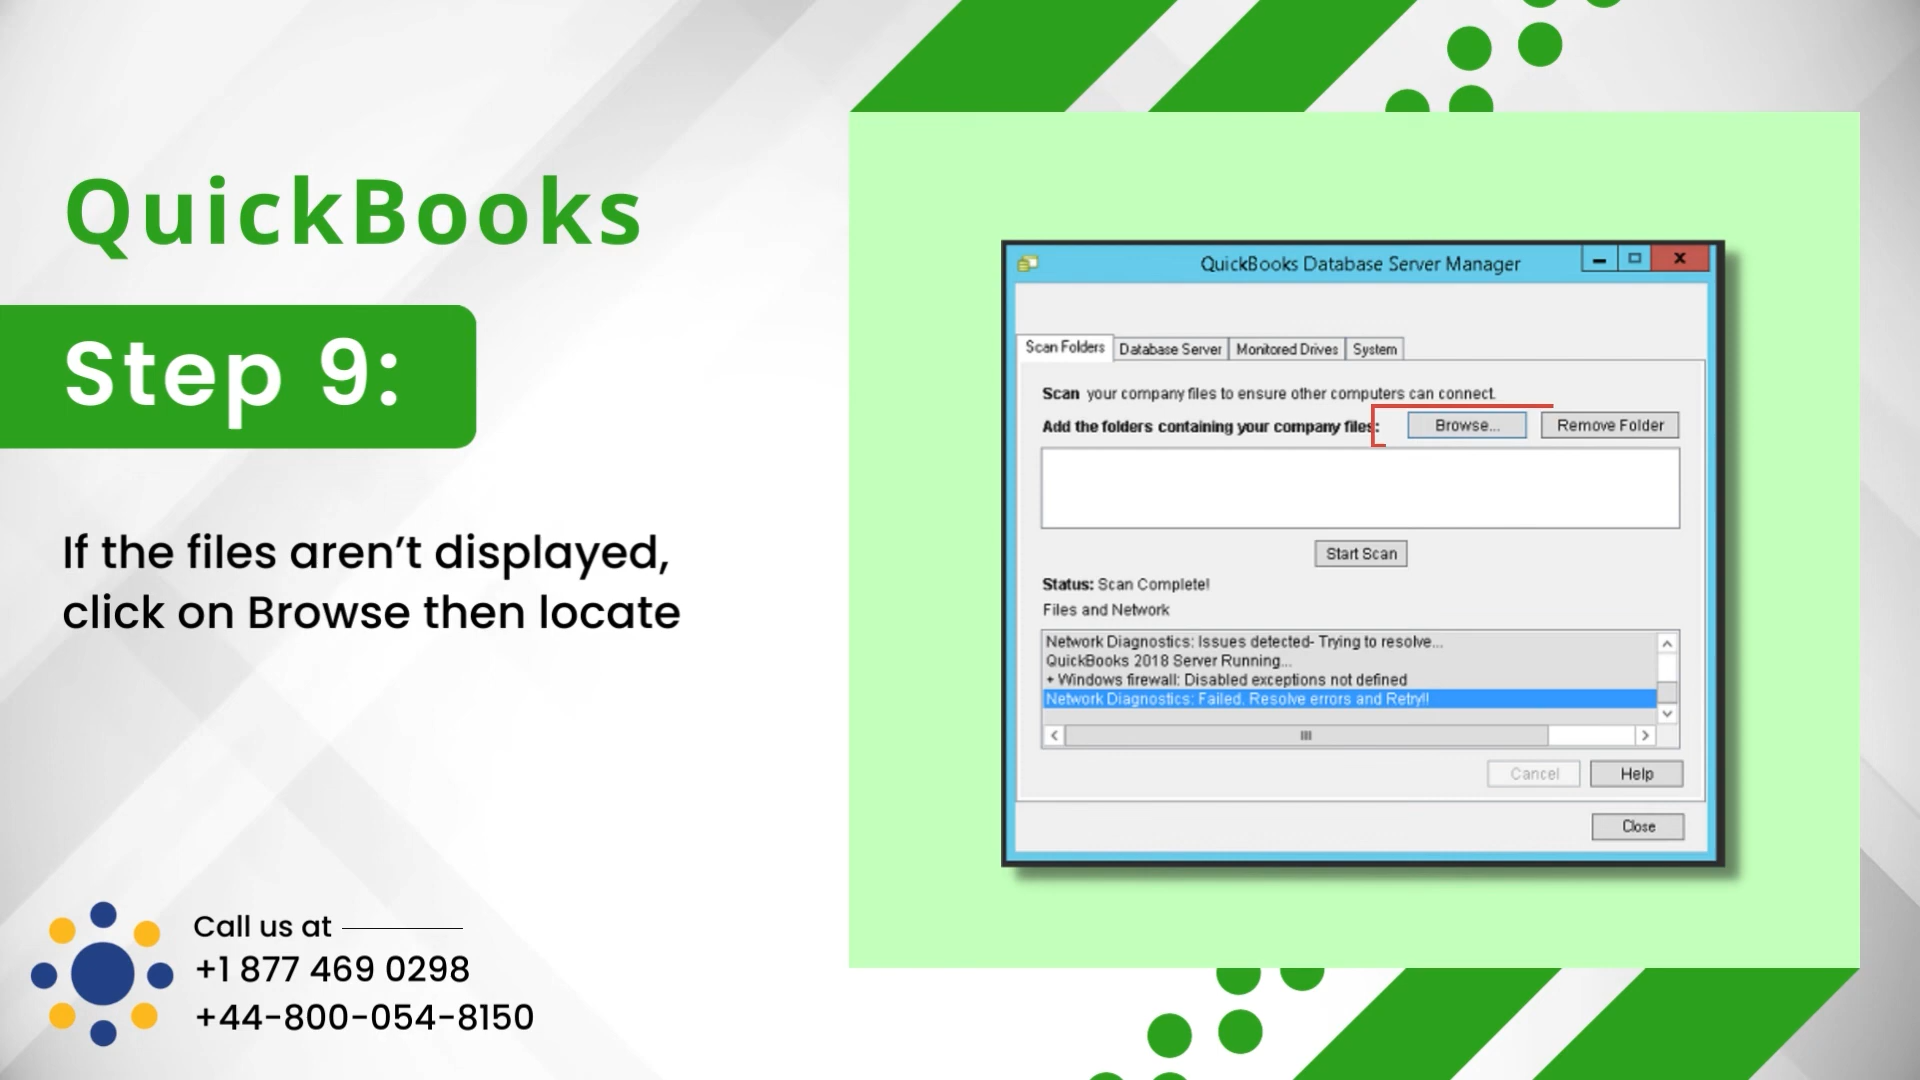 QuickBooks
Step 9:
If the files aren’t displayed,
click on Browse then locate
Call us at
+1 877 469 0298
+44-800-054-8150
QuickBooks Database Server Manager
Scan Folders Database Server Monitored Drives System
Scan your company files to ensure other computers can connect.
Add the folders containing your company files: Browse... Remove Folder
Start Scan
Status: Scan Complete!
Files and Network
Network Diagnostics: Issues detected- Trying to resolve...
QuickBooks 2018 Server Running...
+ Windows firewall: Disabled exceptions not defined
Network Diagnostics: Failed. Resolve errors and Retry!!
Cancel Help
Close